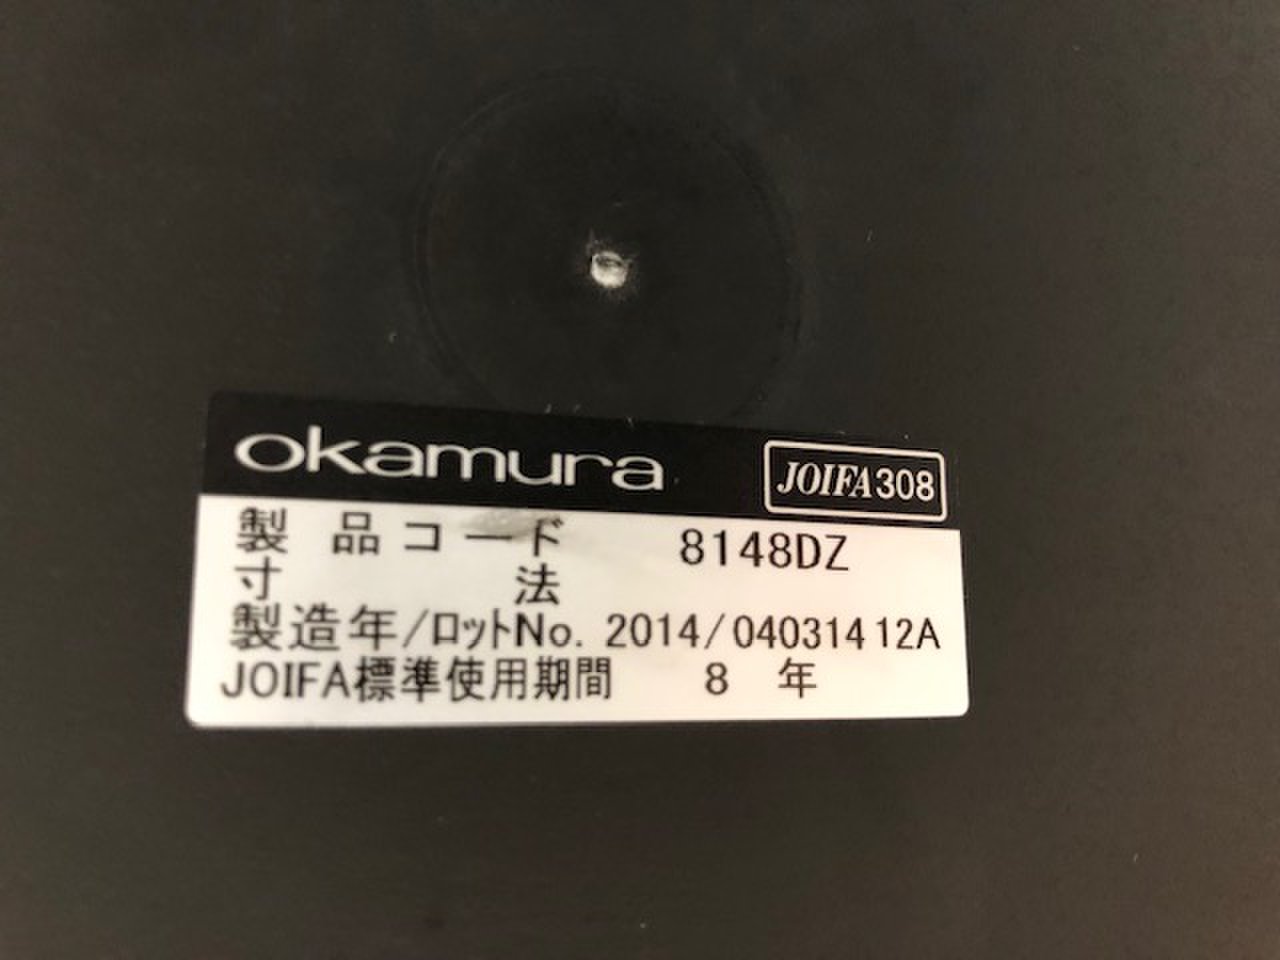 okamura JOIFA308
製品コード 8148DZ
寸法
製造年/ロットNo. 2014/04031412A
JOIFA標準使用期間 8年